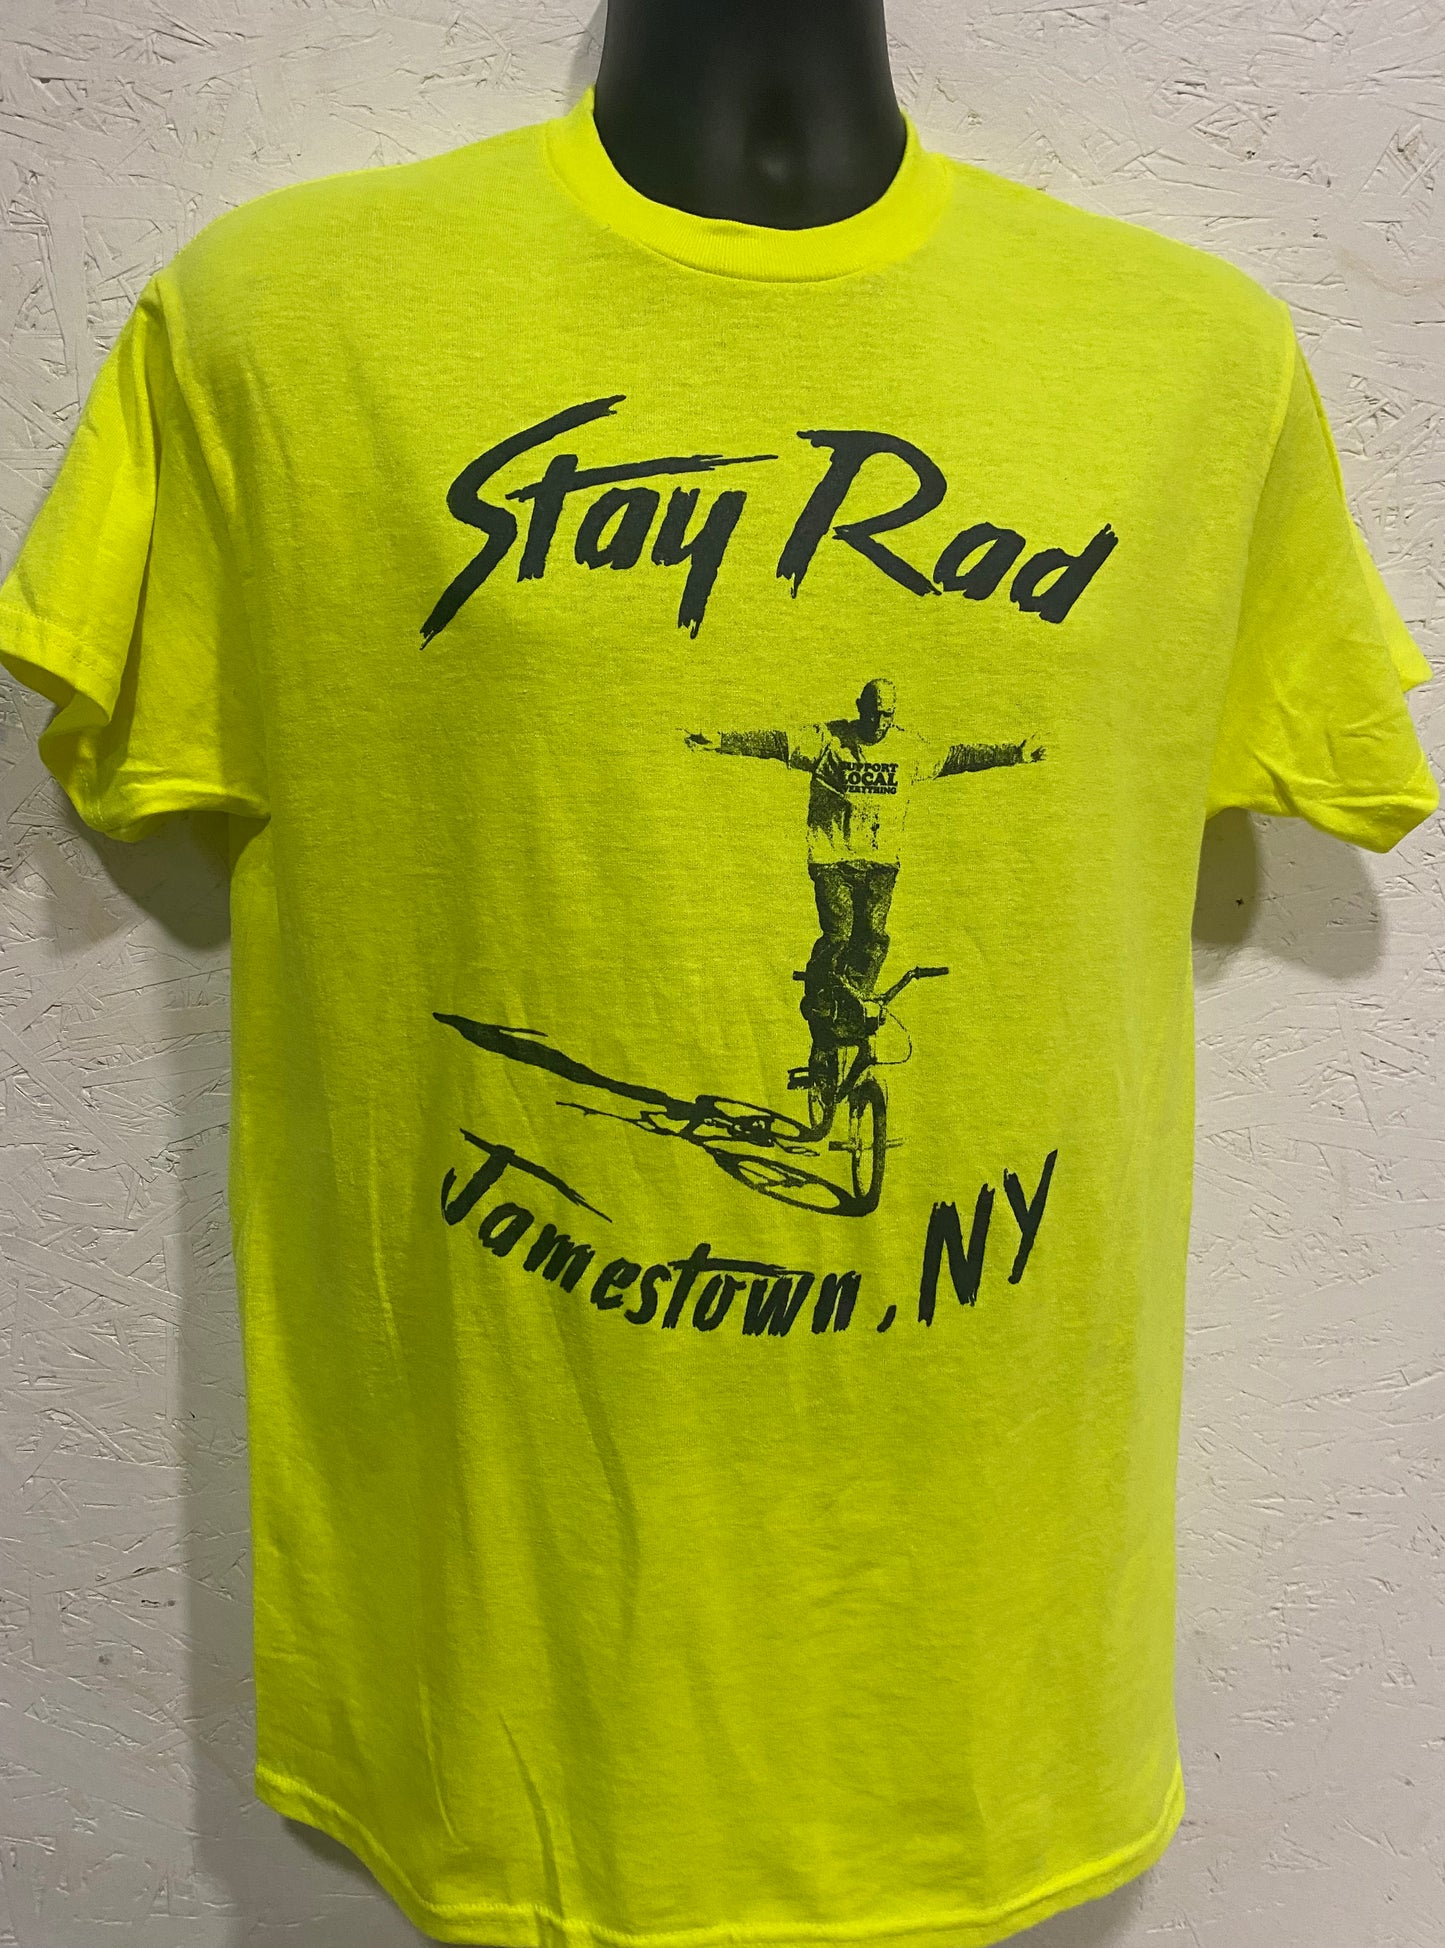 Stay Rad
SUPPORT
LOCAL
EVERYTHING
Jamestown, NY